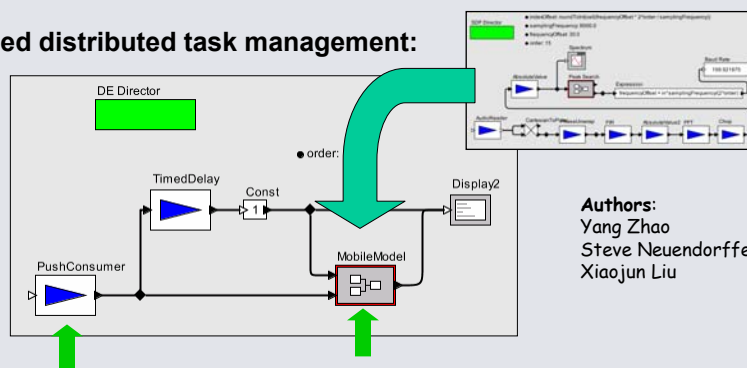 ed distributed task management:
SDF Director
samplingFrequency: 8000.0
frequencyOffset: 30.0
order: 15
Spectrum
Baud Rate
AbsoluteValue
Peak Search
Expression
AudioReader
FIR
AbsoluteValue2
FFT
Chop
DE Director
order:
TimedDelay
Const
1
Display2
MobileModel
PushConsumer
Authors:
Yang Zhao
Steve Neuendorffe
Xiaojun Liu